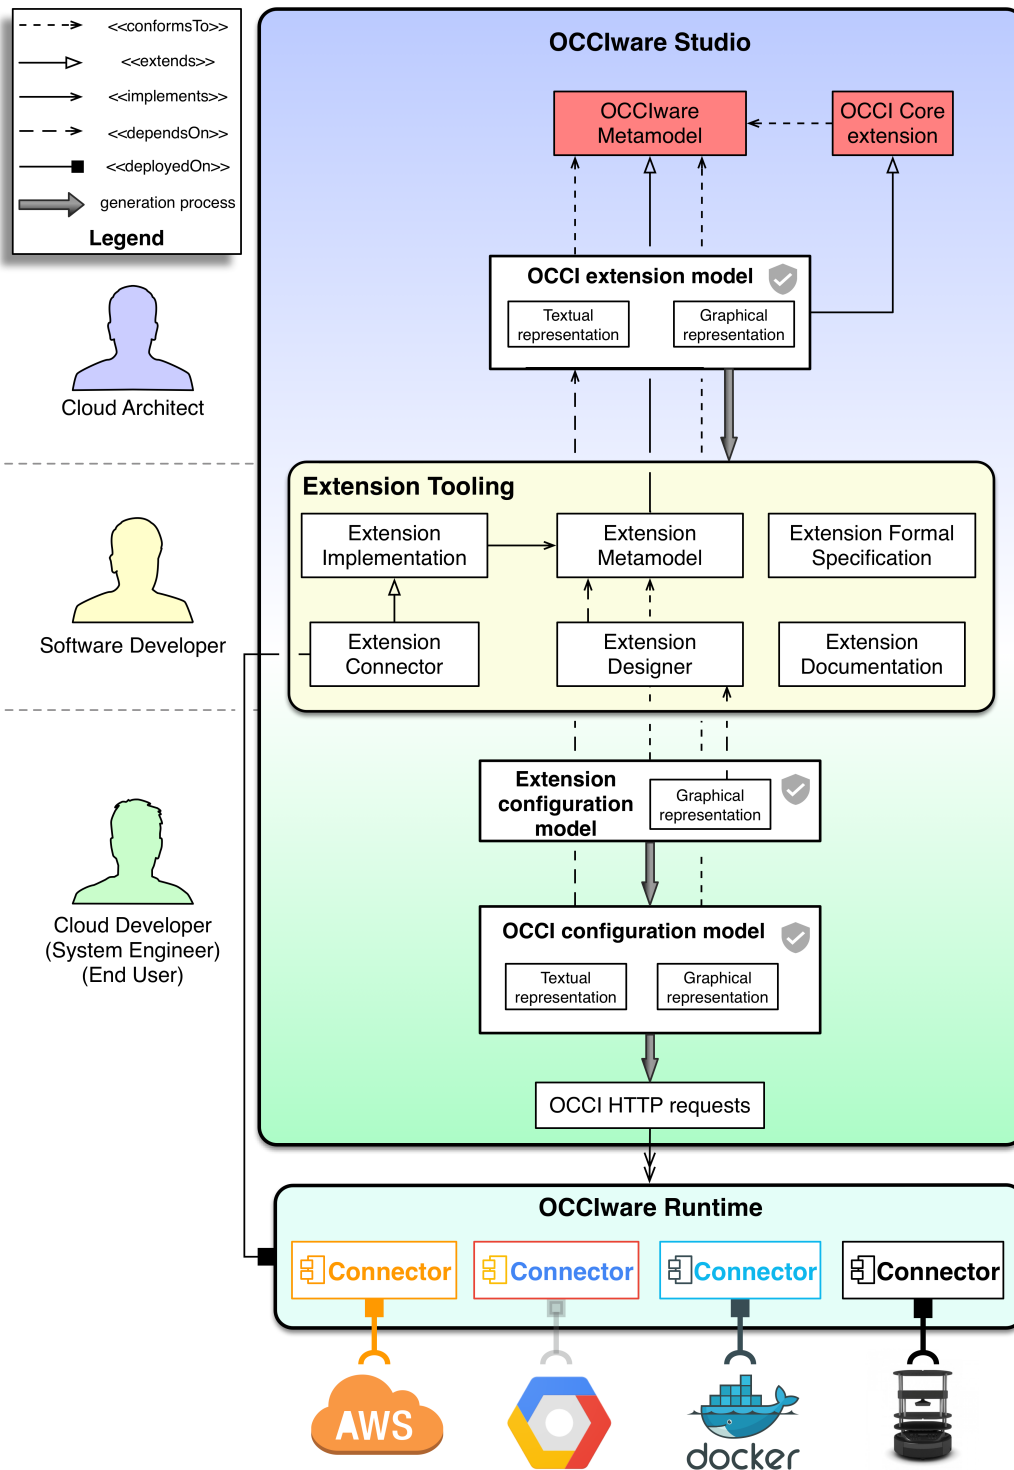 <<conformsTo>>
<<extends>>
<<implements>>
<<dependsOn>>
<<deployedOn>>
generation process
Legend
OCCIware Studio
OCCIware
Metamodel
OCCI Core
extension
OCCI extension model
Textual
representation
Graphical
representation
Cloud Architect
Extension Tooling
Extension
Implementation
Extension
Metamodel
Extension Formal
Specification
Extension
Connector
Extension
Designer
Extension
Documentation
Software Developer
Extension
configuration
model
Graphical
representation
Cloud Developer
(System Engineer)
(End User)
OCCI configuration model
Textual
representation
Graphical
representation
OCCI HTTP requests
OCCIware Runtime
Connector
Connector
Connector
Connector
AWS
docker